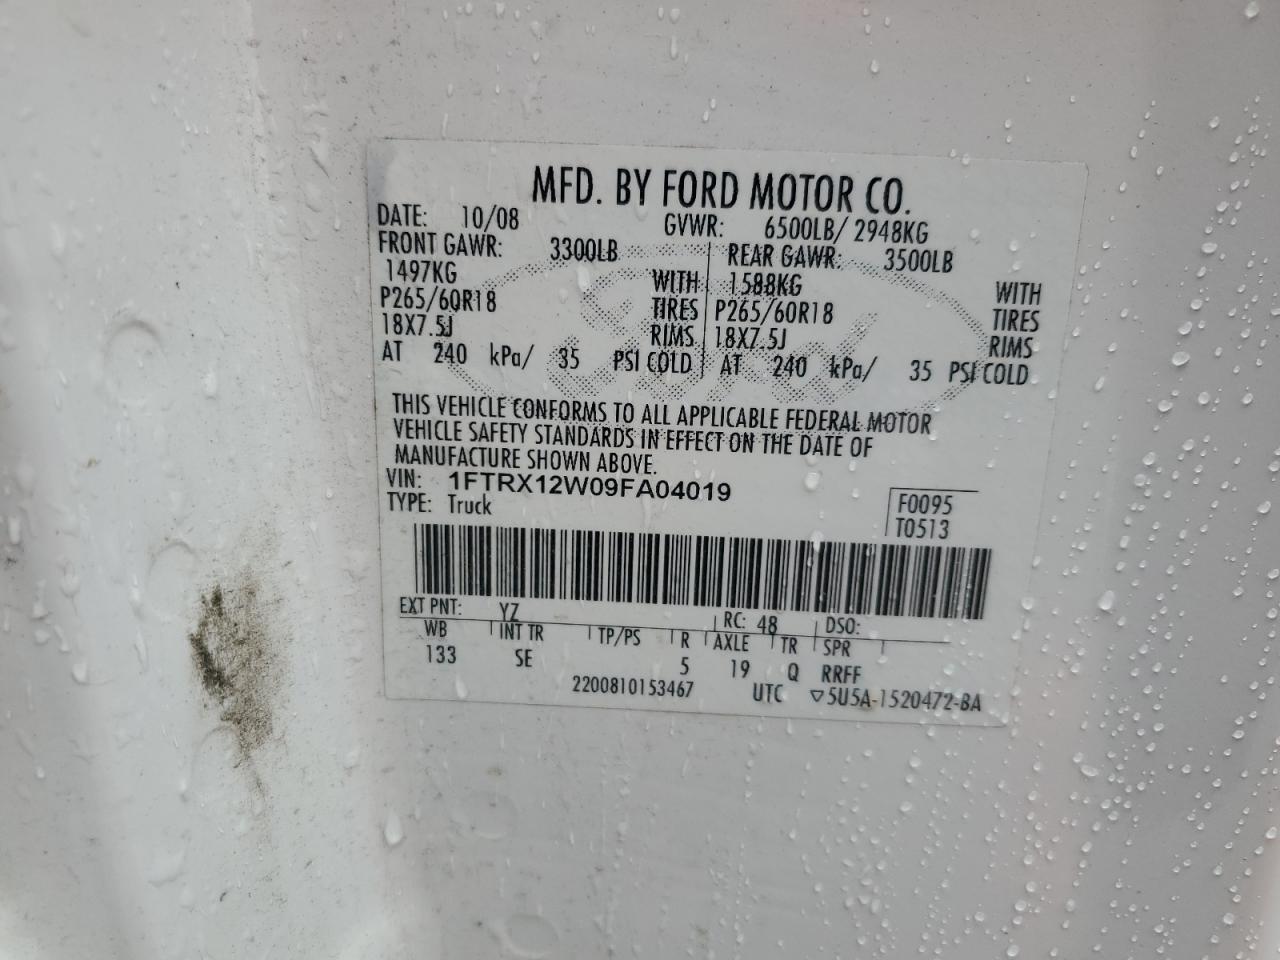 MFD. BY FORD MOTOR CO.
DATE: 10/08 GVWR: 6500LB/ 2948KG
FRONT GAWR: 3300LB REAR GAWR: 3500LB
1497KG WITH 1588KG WITH
P265/60R18 TIRES P265/60R18 TIRES
18X7.5J RIMS 18X7.5J RIMS
AT 240 kPa/ 35 PSI COLD AT 240 kPa/ 35 PSI COLD
THIS VEHICLE CONFORMS TO ALL APPLICABLE FEDERAL MOTOR
VEHICLE SAFETY STANDARDS IN EFFECT ON THE DATE OF
MANUFACTURE SHOWN ABOVE.
VIN: 1FTRX12W09FA04019 F0095
TYPE: Truck T0513
EXT PNT: YZ RC: 48 DSO:
WB INT TR TP/PS R AXLE TR SPR
133 SE 5 19 Q RRFF
2200810153467 UTC ▽5U5A-1520472-BA